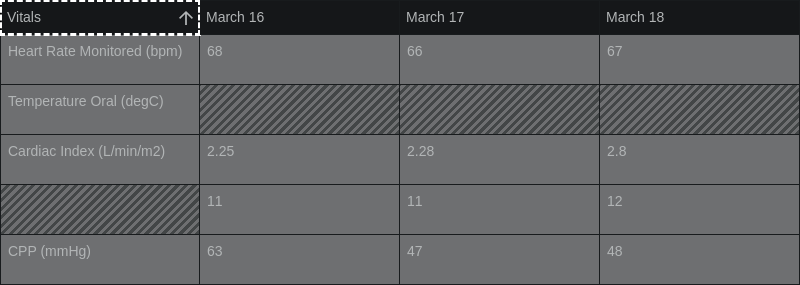 Vitals March 16 March 17 March 18
Heart Rate Monitored (bpm) 68 66 67
Temperature Oral (degC)
Cardiac Index (L/min/m2) 2.25 2.28 2.8
11 11 12
CPP (mmHg) 63 47 48